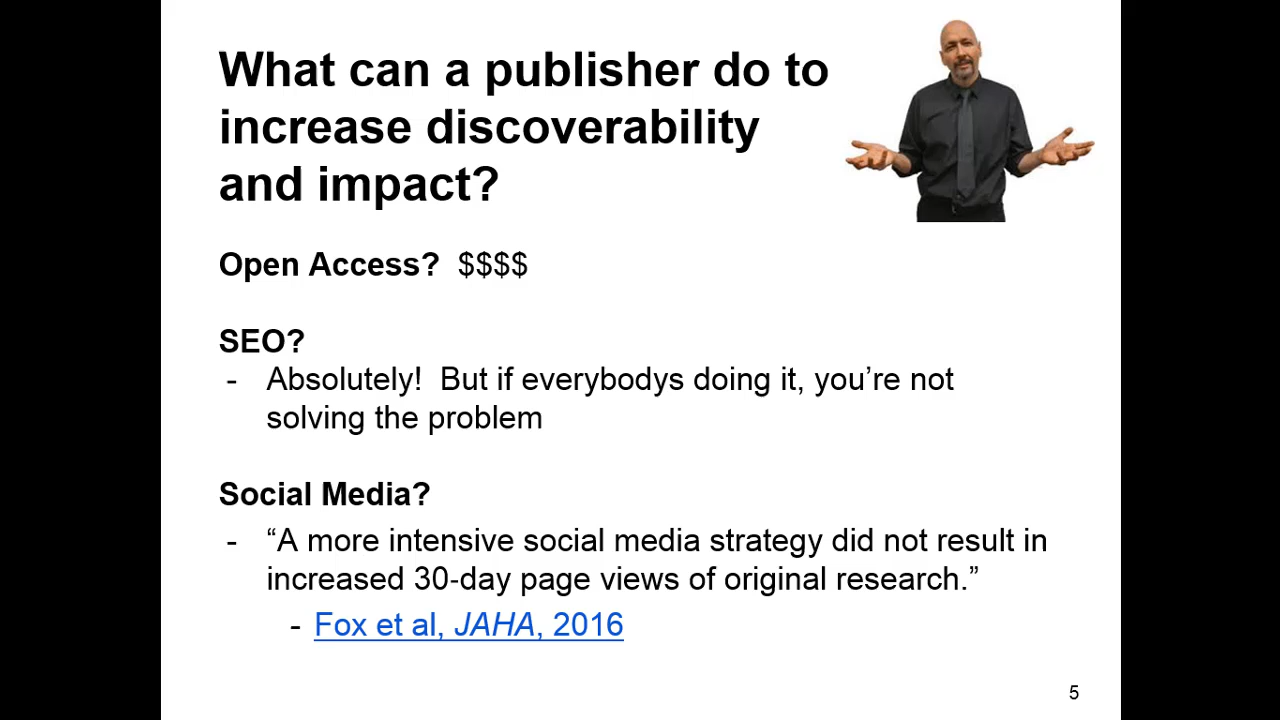 What can a publisher do to
increase discoverability
and impact?
Open Access?  $$$$
SEO?
- Absolutely!  But if everybodys doing it, you’re not
solving the problem
Social Media?
- “A more intensive social media strategy did not result in
increased 30-day page views of original research.”
- Fox et al, JAHA, 2016
5